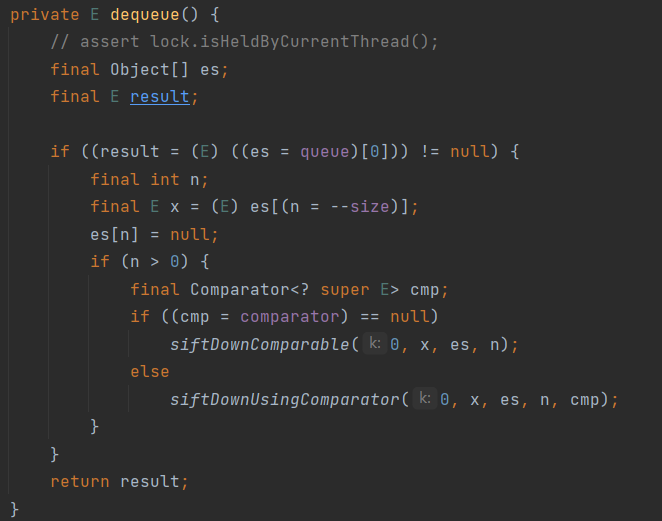 private E dequeue() {
    // assert lock.isHeldByCurrentThread();
    final Object[] es;
    final E result;

    if ((result = (E) ((es = queue)[0])) != null) {
        final int n;
        final E x = (E) es[(n = --size)];
        es[n] = null;
        if (n > 0) {
            final Comparator<? super E> cmp;
            if ((cmp = comparator) == null)
                siftDownComparable( k: 0, x, es, n);
            else
                siftDownUsingComparator( k: 0, x, es, n, cmp);
        }
    }
    return result;
}